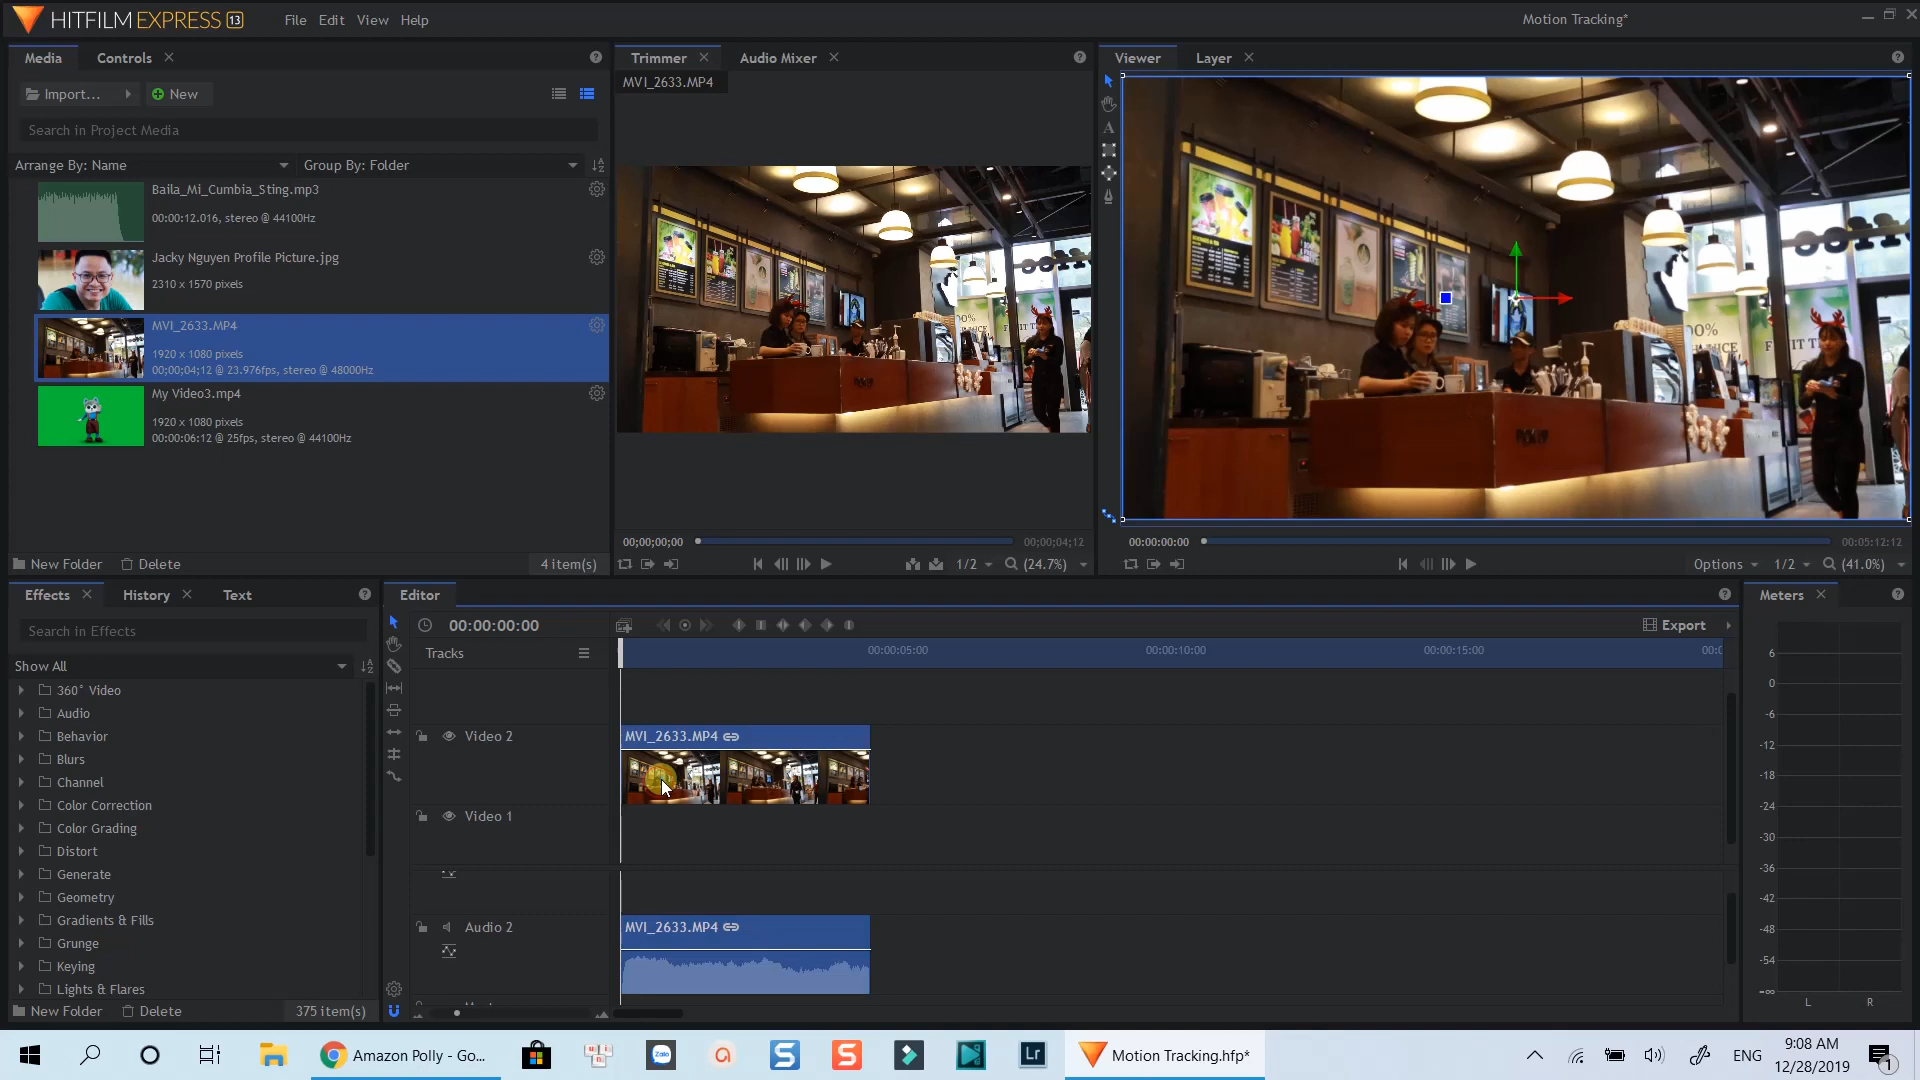 HITFILM EXPRESS 13
File Edit View Help
Motion Tracking*
Media Controls
Import...
New
Search in Project Media
Arrange By: Name
Group By: Folder
Baila_Mi_Cumbia_Sting.mp3
00:00:12.016, stereo @ 44100Hz
Jacky Nguyen Profile Picture.jpg
2310 x 1570 pixels
MVI_2633.MP4
1920 x 1080 pixels
00;00;04;12 @ 23.976fps, stereo @ 48000Hz
My Video3.mp4
1920 x 1080 pixels
00:00:06:12 @ 25fps, stereo @ 44100Hz
New Folder Delete 4 item(s)
Trimmer Audio Mixer
MVI_2633.MP4
00;00;00;00
00;00;04;12
1/2 (24.7%)
Viewer Layer
00:00:00:00
00:05:12:12
Options 1/2 (41.0%)
Effects History Text
Search in Effects
Show All
360° Video
Audio
Behavior
Blurs
Channel
Color Correction
Color Grading
Distort
Generate
Geometry
Gradients & Fills
Grunge
Keying
Lights & Flares
New Folder Delete 375 item(s)
Editor
00:00:00:00
Export
Tracks
00:00:05:00
00:00:10:00
00:00:15:00
Video 2
MVI_2633.MP4
Video 1
Audio 2
MVI_2633.MP4
Meters
6
0
-6
-12
-18
-24
-30
-36
-42
-48
-54
-∞
L R
Amazon Polly - Go...
Zalo
Lr
Motion Tracking.hfp*
ENG
9:08 AM
12/28/2019
1